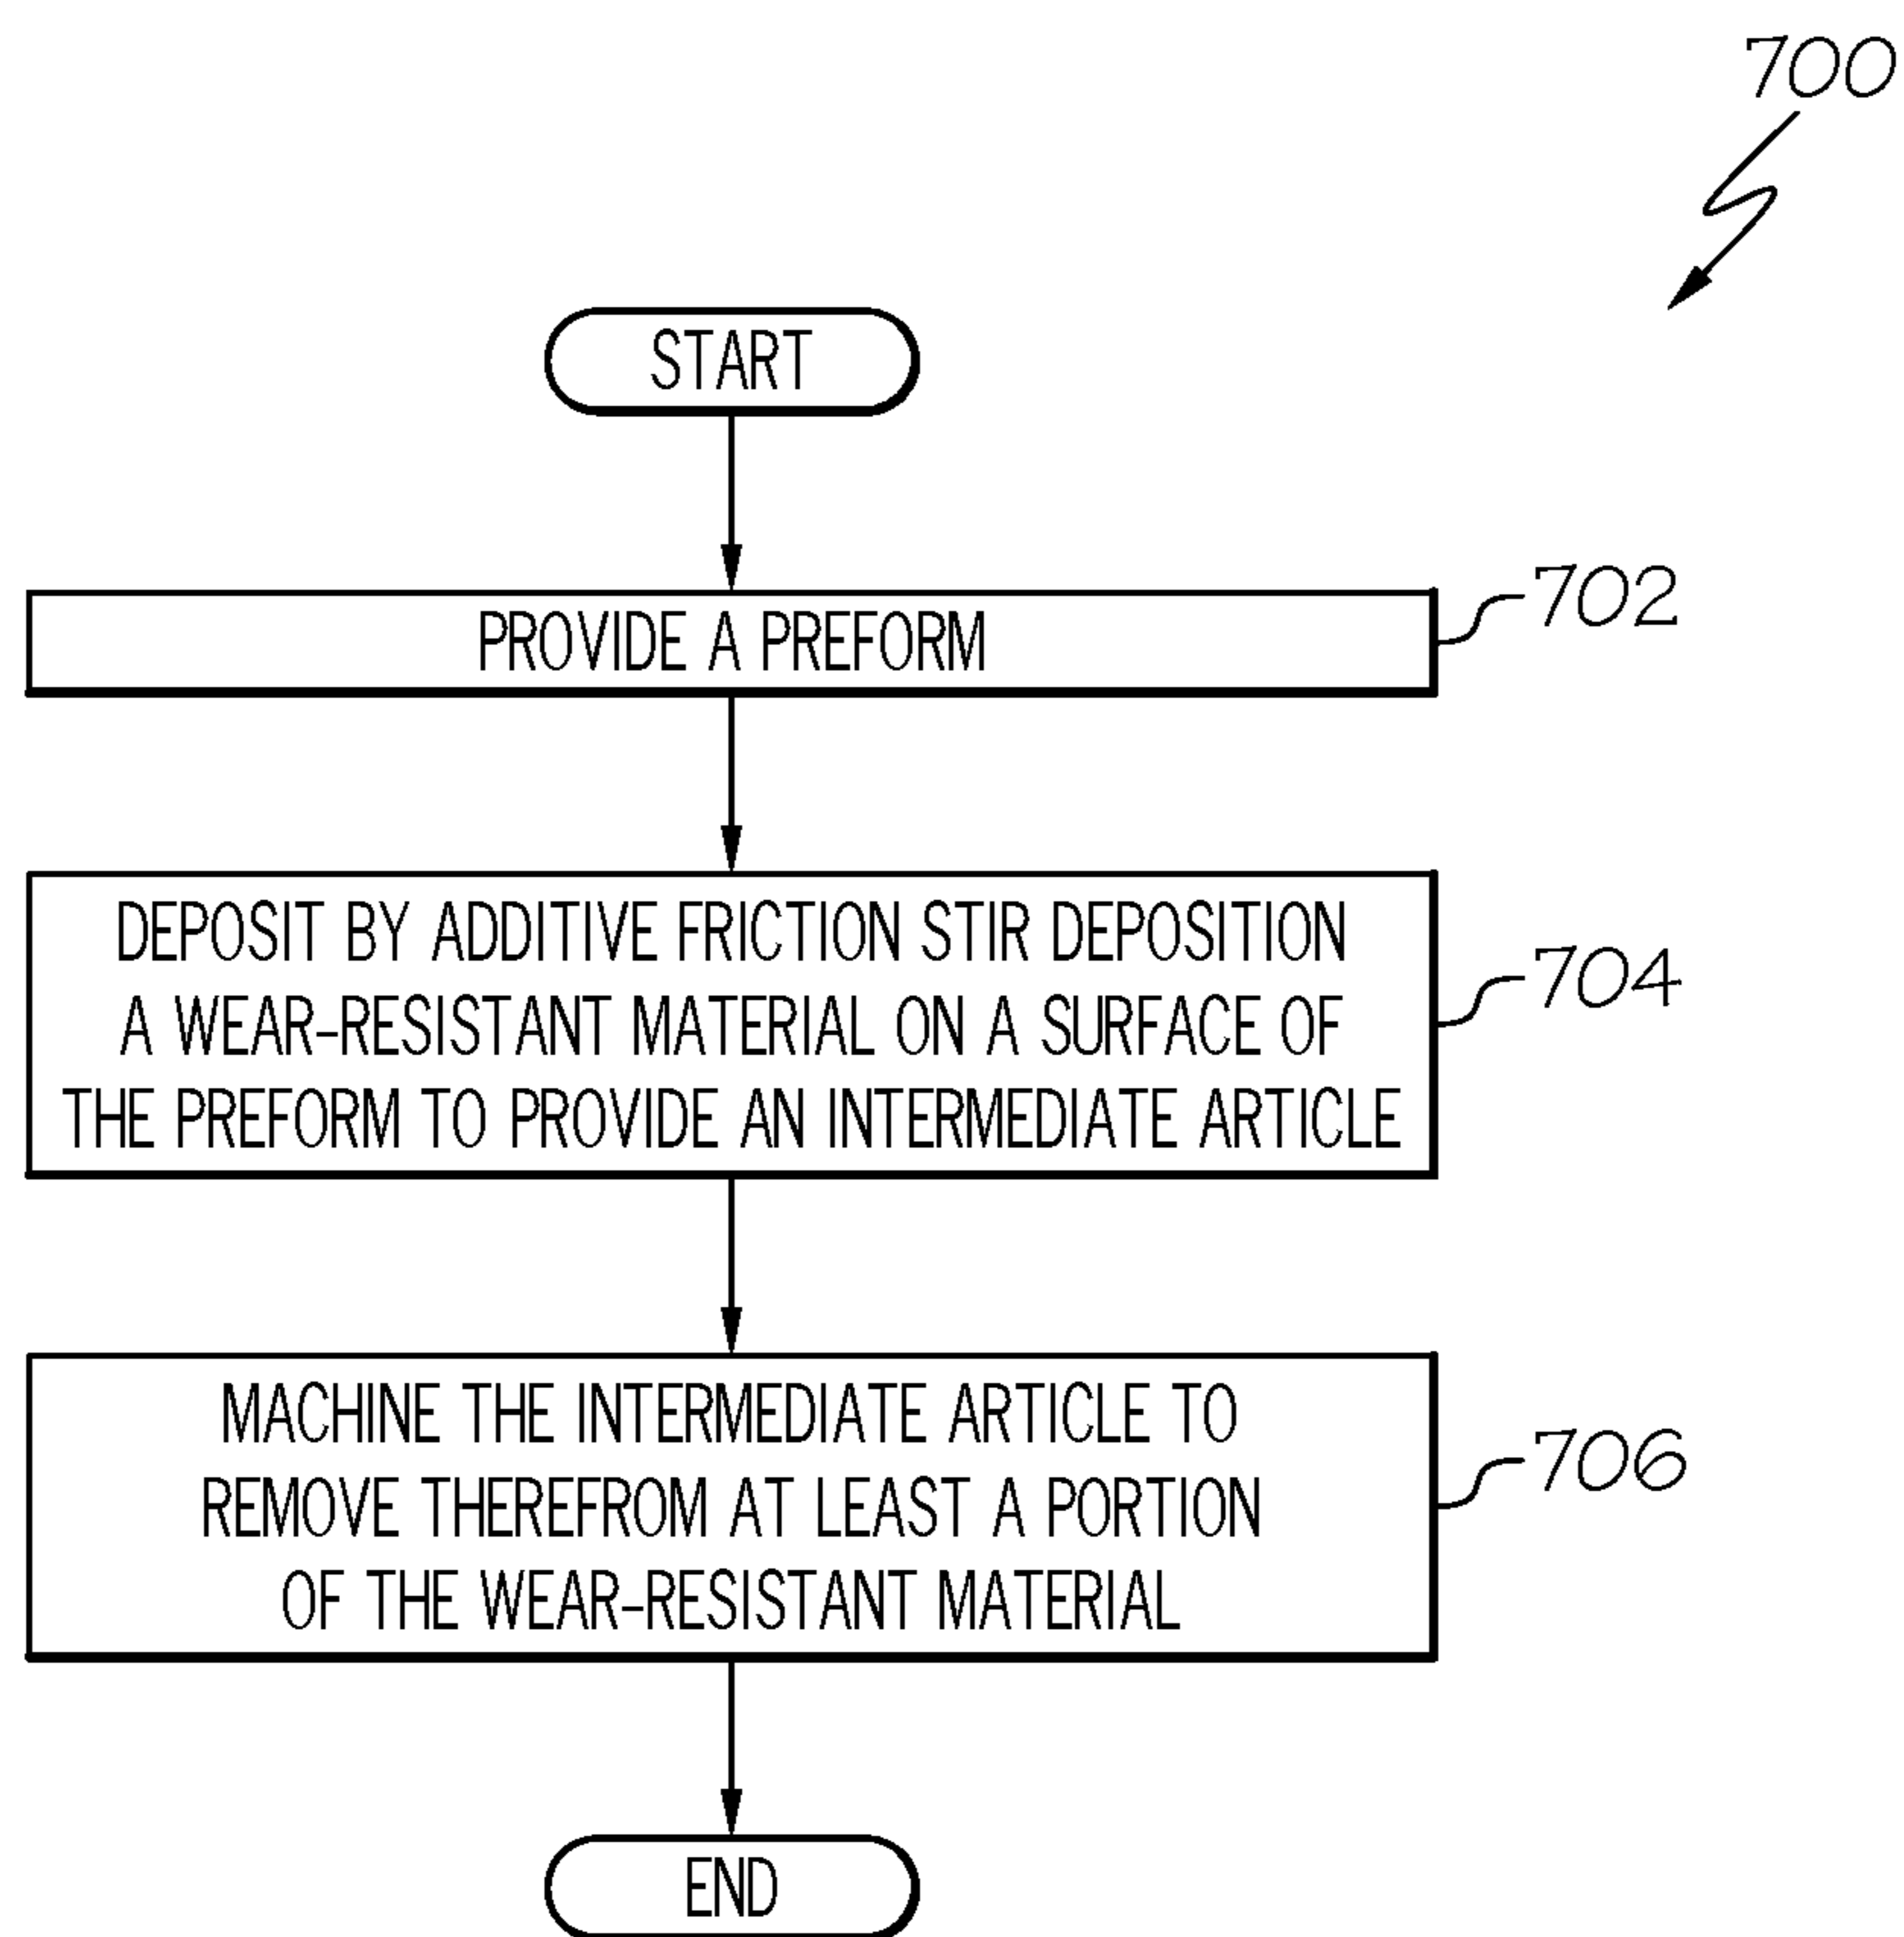 700
START
PROVIDE A PREFORM
702
DEPOSIT BY ADDITIVE FRICTION STIR DEPOSITION
A WEAR-RESISTANT MATERIAL ON A SURFACE OF
THE PREFORM TO PROVIDE AN INTERMEDIATE ARTICLE
704
MACHINE THE INTERMEDIATE ARTICLE TO
REMOVE THEREFROM AT LEAST A PORTION
OF THE WEAR-RESISTANT MATERIAL
706
END